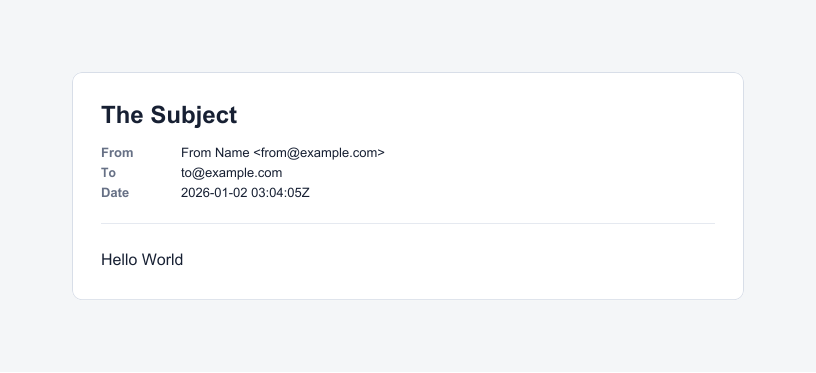 The Subject
From From Name <from@example.com>
To to@example.com
Date 2026-01-02 03:04:05Z
Hello World